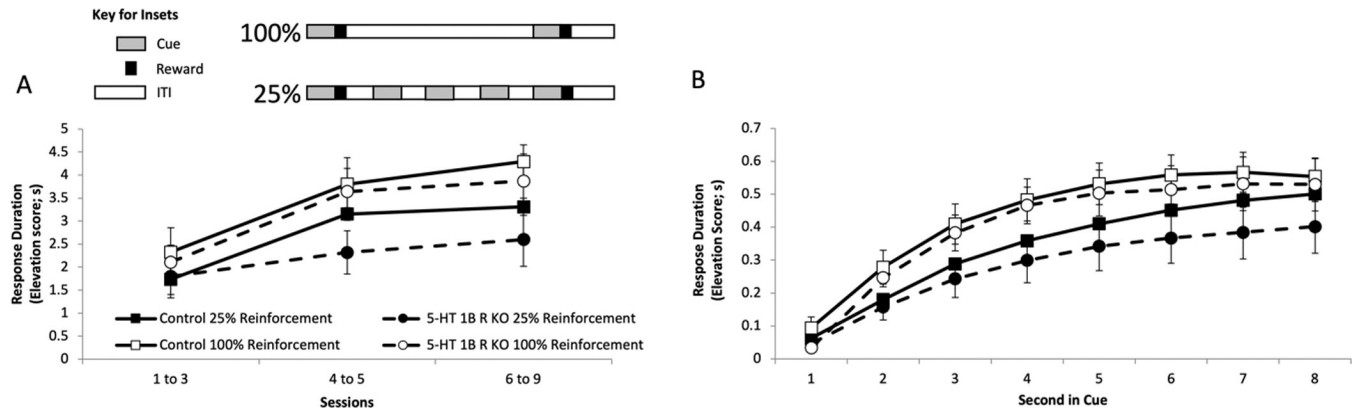 Key for Insets
Cue
Reward
ITI
100%
25%
A
Response Duration
(Elevation score; s)
5
4.5
4
3.5
3
2.5
2
1.5
1
0.5
0
Control 25% Reinforcement
5-HT 1B R KO 25% Reinforcement
Control 100% Reinforcement
5-HT 1B R KO 100% Reinforcement
1 to 3
4 to 5
6 to 9
Sessions
B
Response Duration
(Elevation Score; s)
0.7
0.6
0.5
0.4
0.3
0.2
0.1
0
1 2 3 4 5 6 7 8
Second in Cue